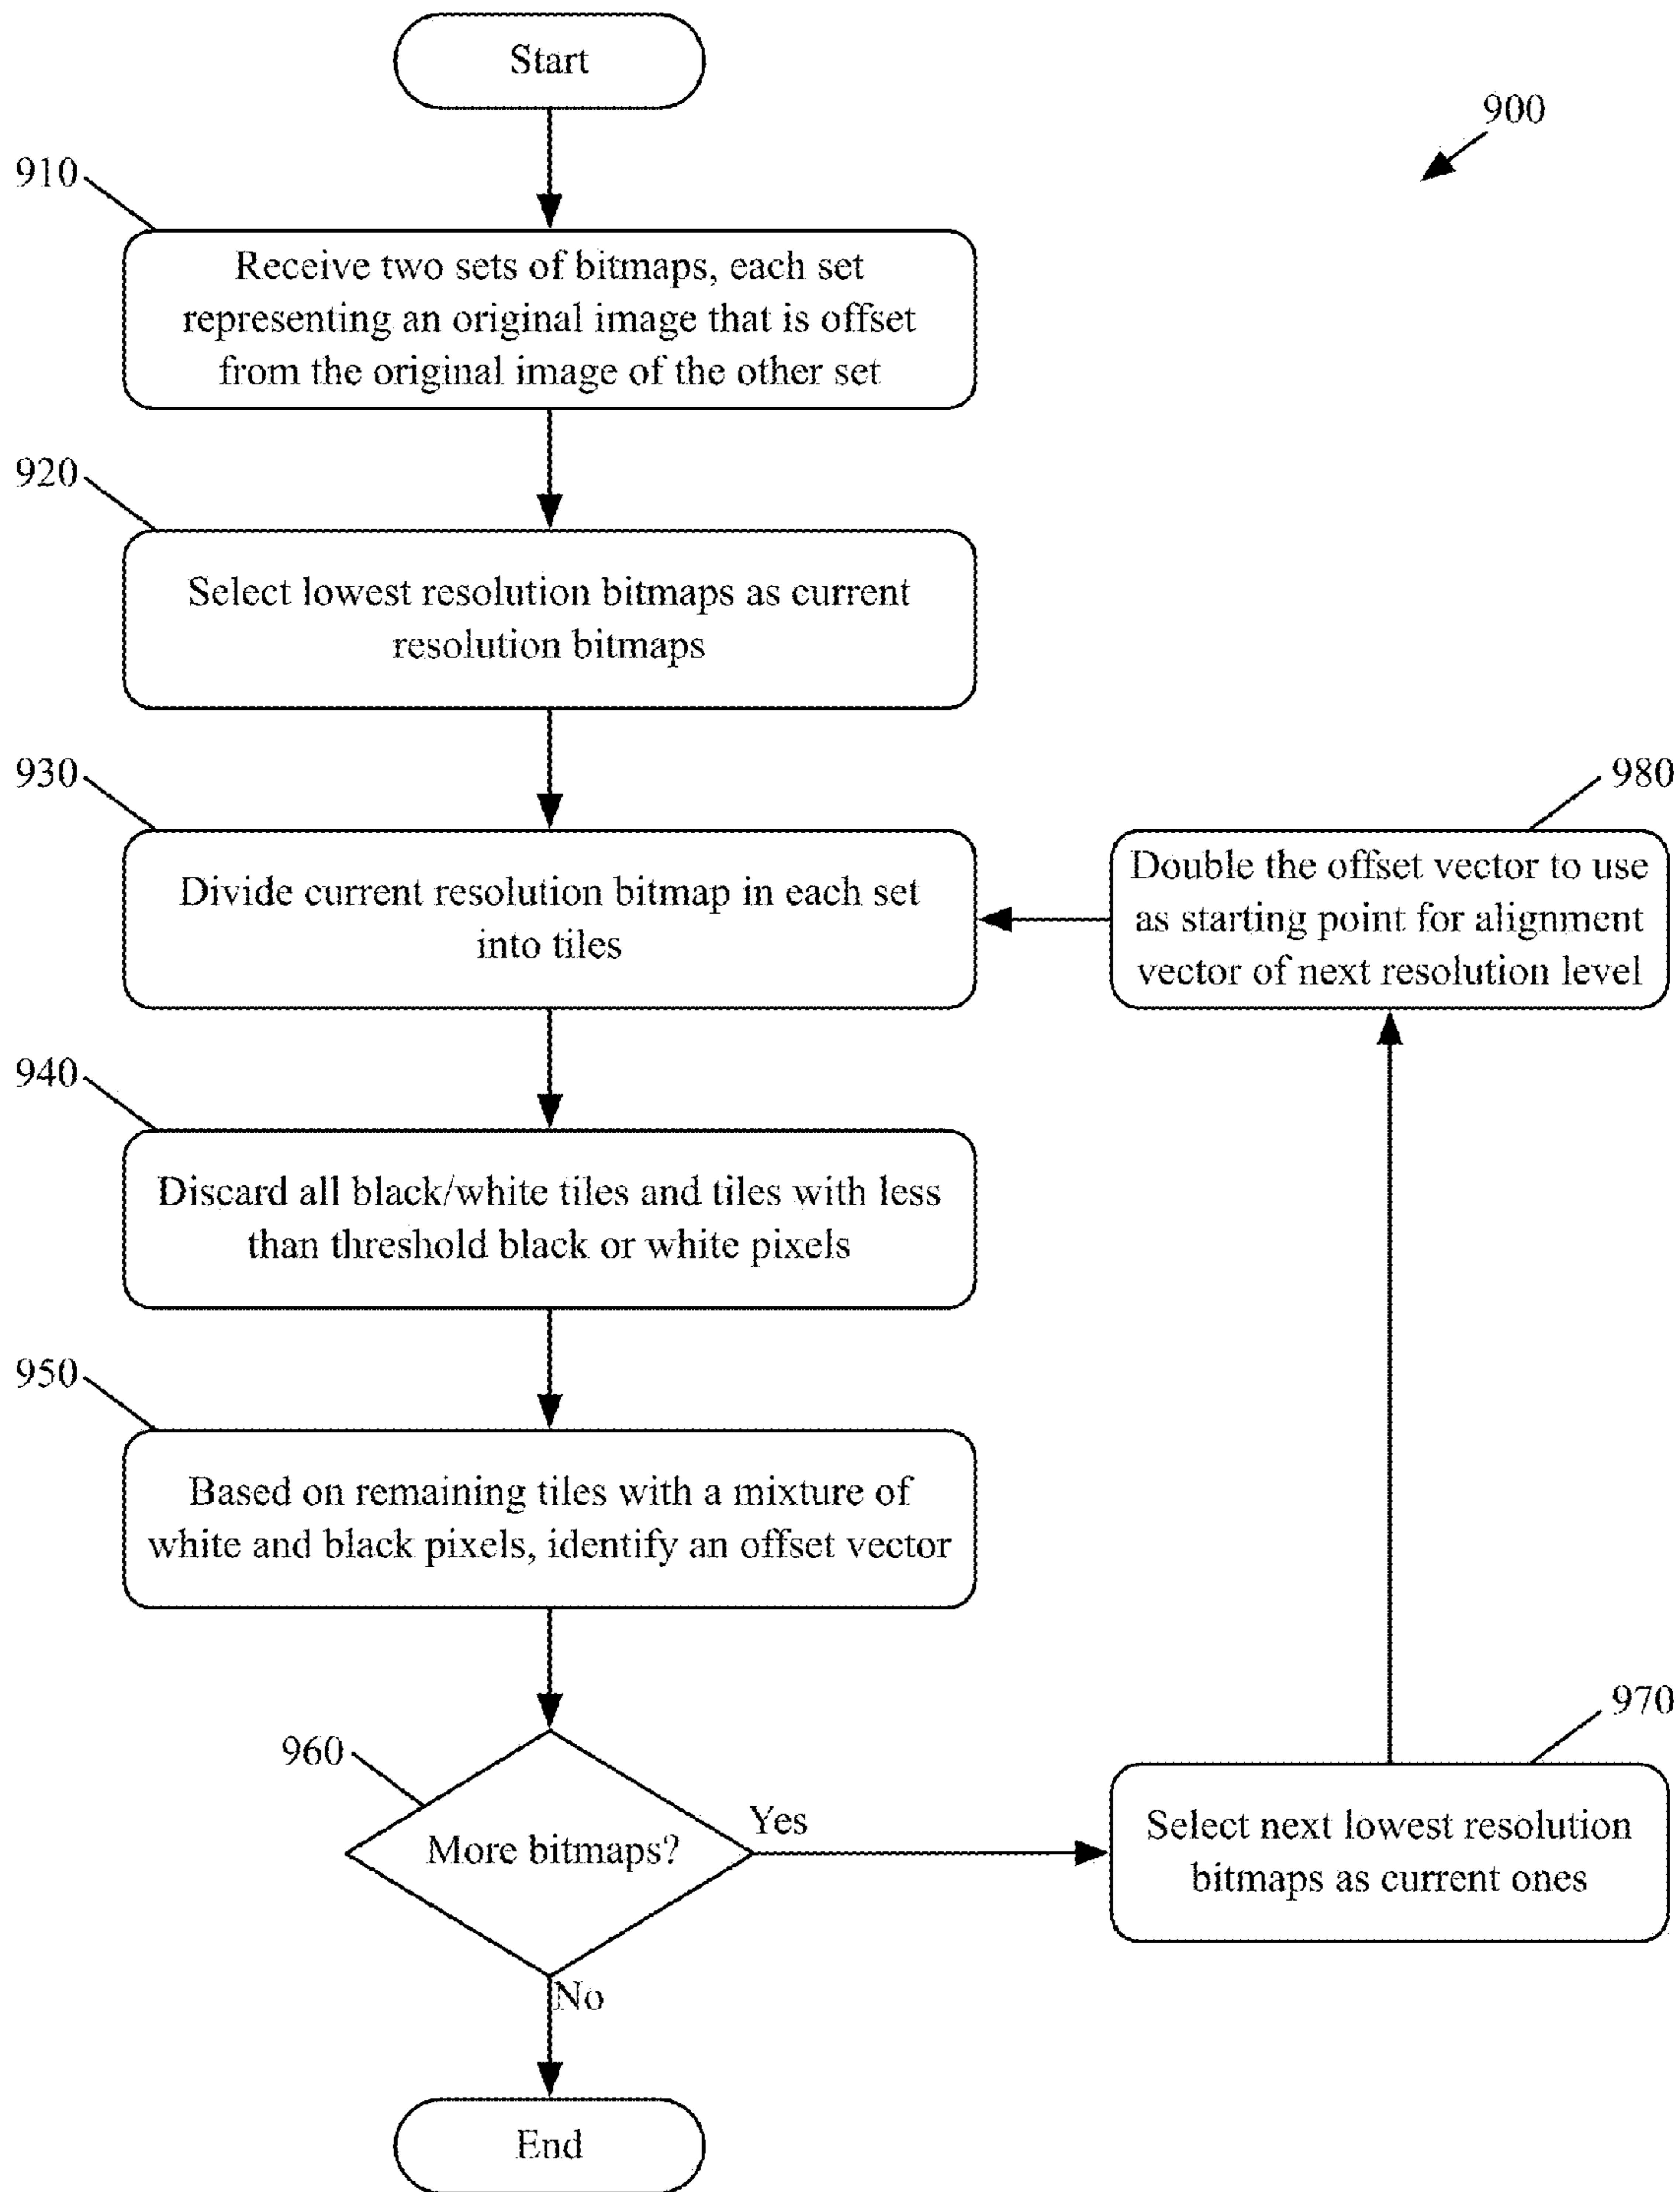 Start
900
910
Receive two sets of bitmaps, each set
representing an original image that is offset
from the original image of the other set
920
Select lowest resolution bitmaps as current
resolution bitmaps
930
Divide current resolution bitmap in each set
into tiles
980
Double the offset vector to use
as starting point for alignment
vector of next resolution level
940
Discard all black/white tiles and tiles with less
than threshold black or white pixels
950
Based on remaining tiles with a mixture of
white and black pixels, identify an offset vector
960
More bitmaps?
Yes
970
Select next lowest resolution
bitmaps as current ones
No
End